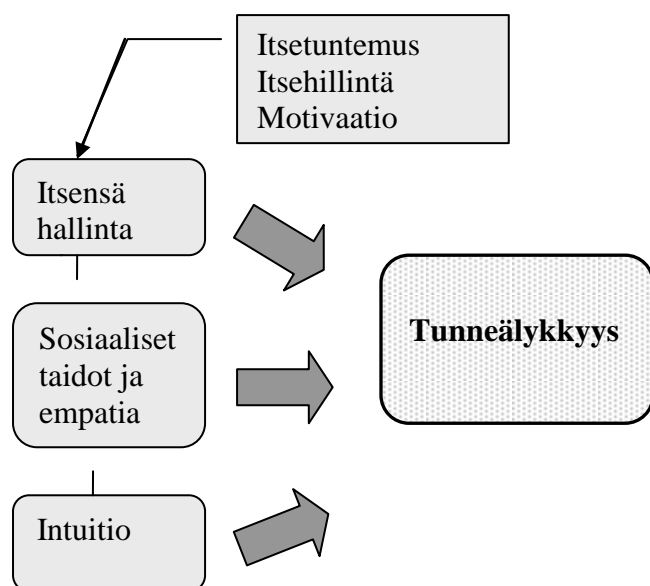 Itsetuntemus
Itsehillintä
Motivaatio
Itsensä
hallinta
Sosiaaliset
taidot ja
empatia
Intuitio
Tunneälykkyys